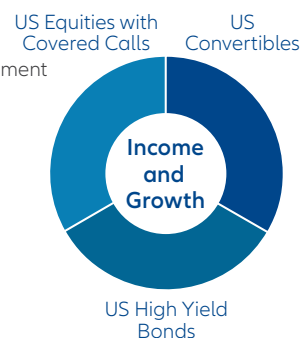 US Equities with
Covered Calls
US
Convertibles
ment
Income
and
Growth
US High Yield
Bonds